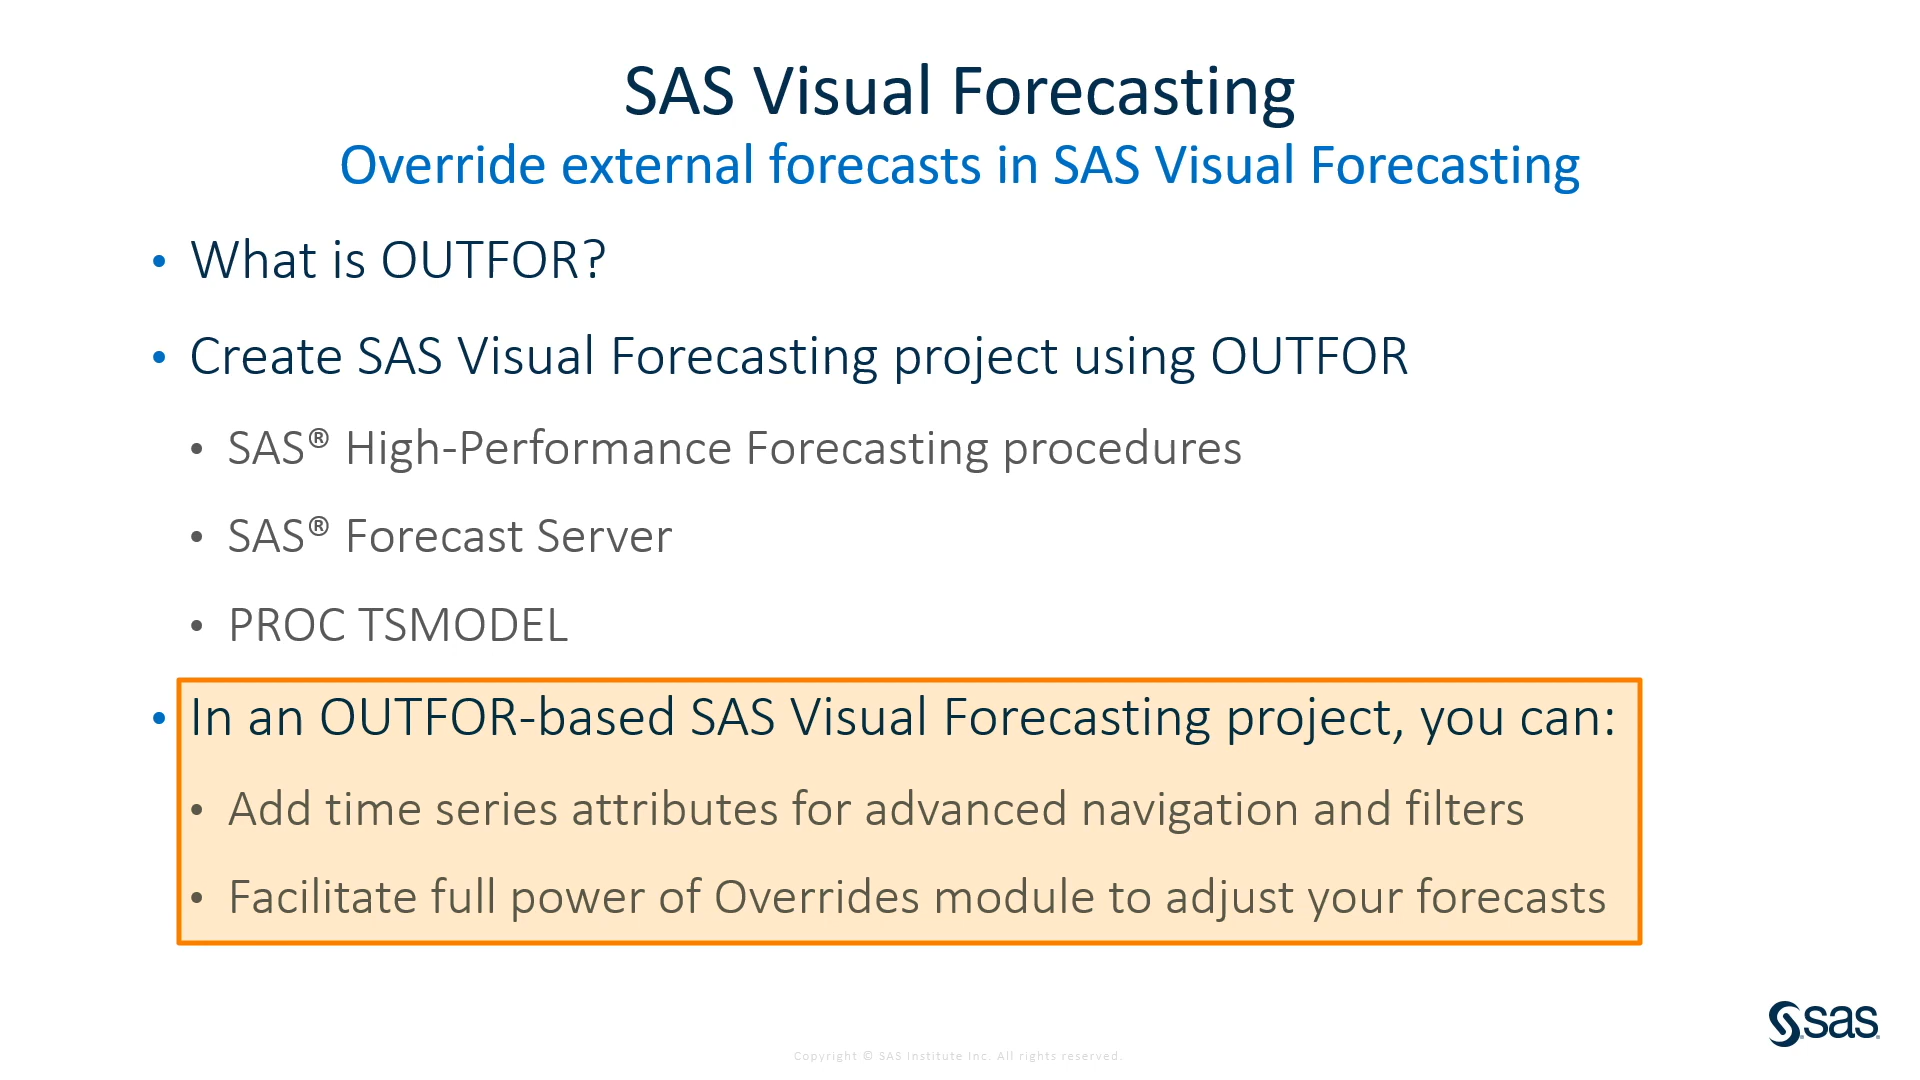 SAS Visual Forecasting
Override external forecasts in SAS Visual Forecasting
• What is OUTFOR?
• Create SAS Visual Forecasting project using OUTFOR
• SAS® High-Performance Forecasting procedures
• SAS® Forecast Server
• PROC TSMODEL
• In an OUTFOR-based SAS Visual Forecasting project, you can:
• Add time series attributes for advanced navigation and filters
• Facilitate full power of Overrides module to adjust your forecasts
sas
Copyright © SAS Institute Inc. All rights reserved.